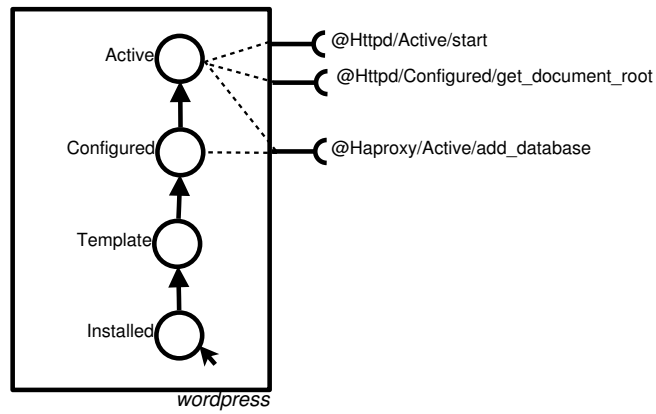 Active
@Httpd/Active/start
@Httpd/Configured/get_document_root
Configured
@Haproxy/Active/add_database
Template
Installed
wordpress